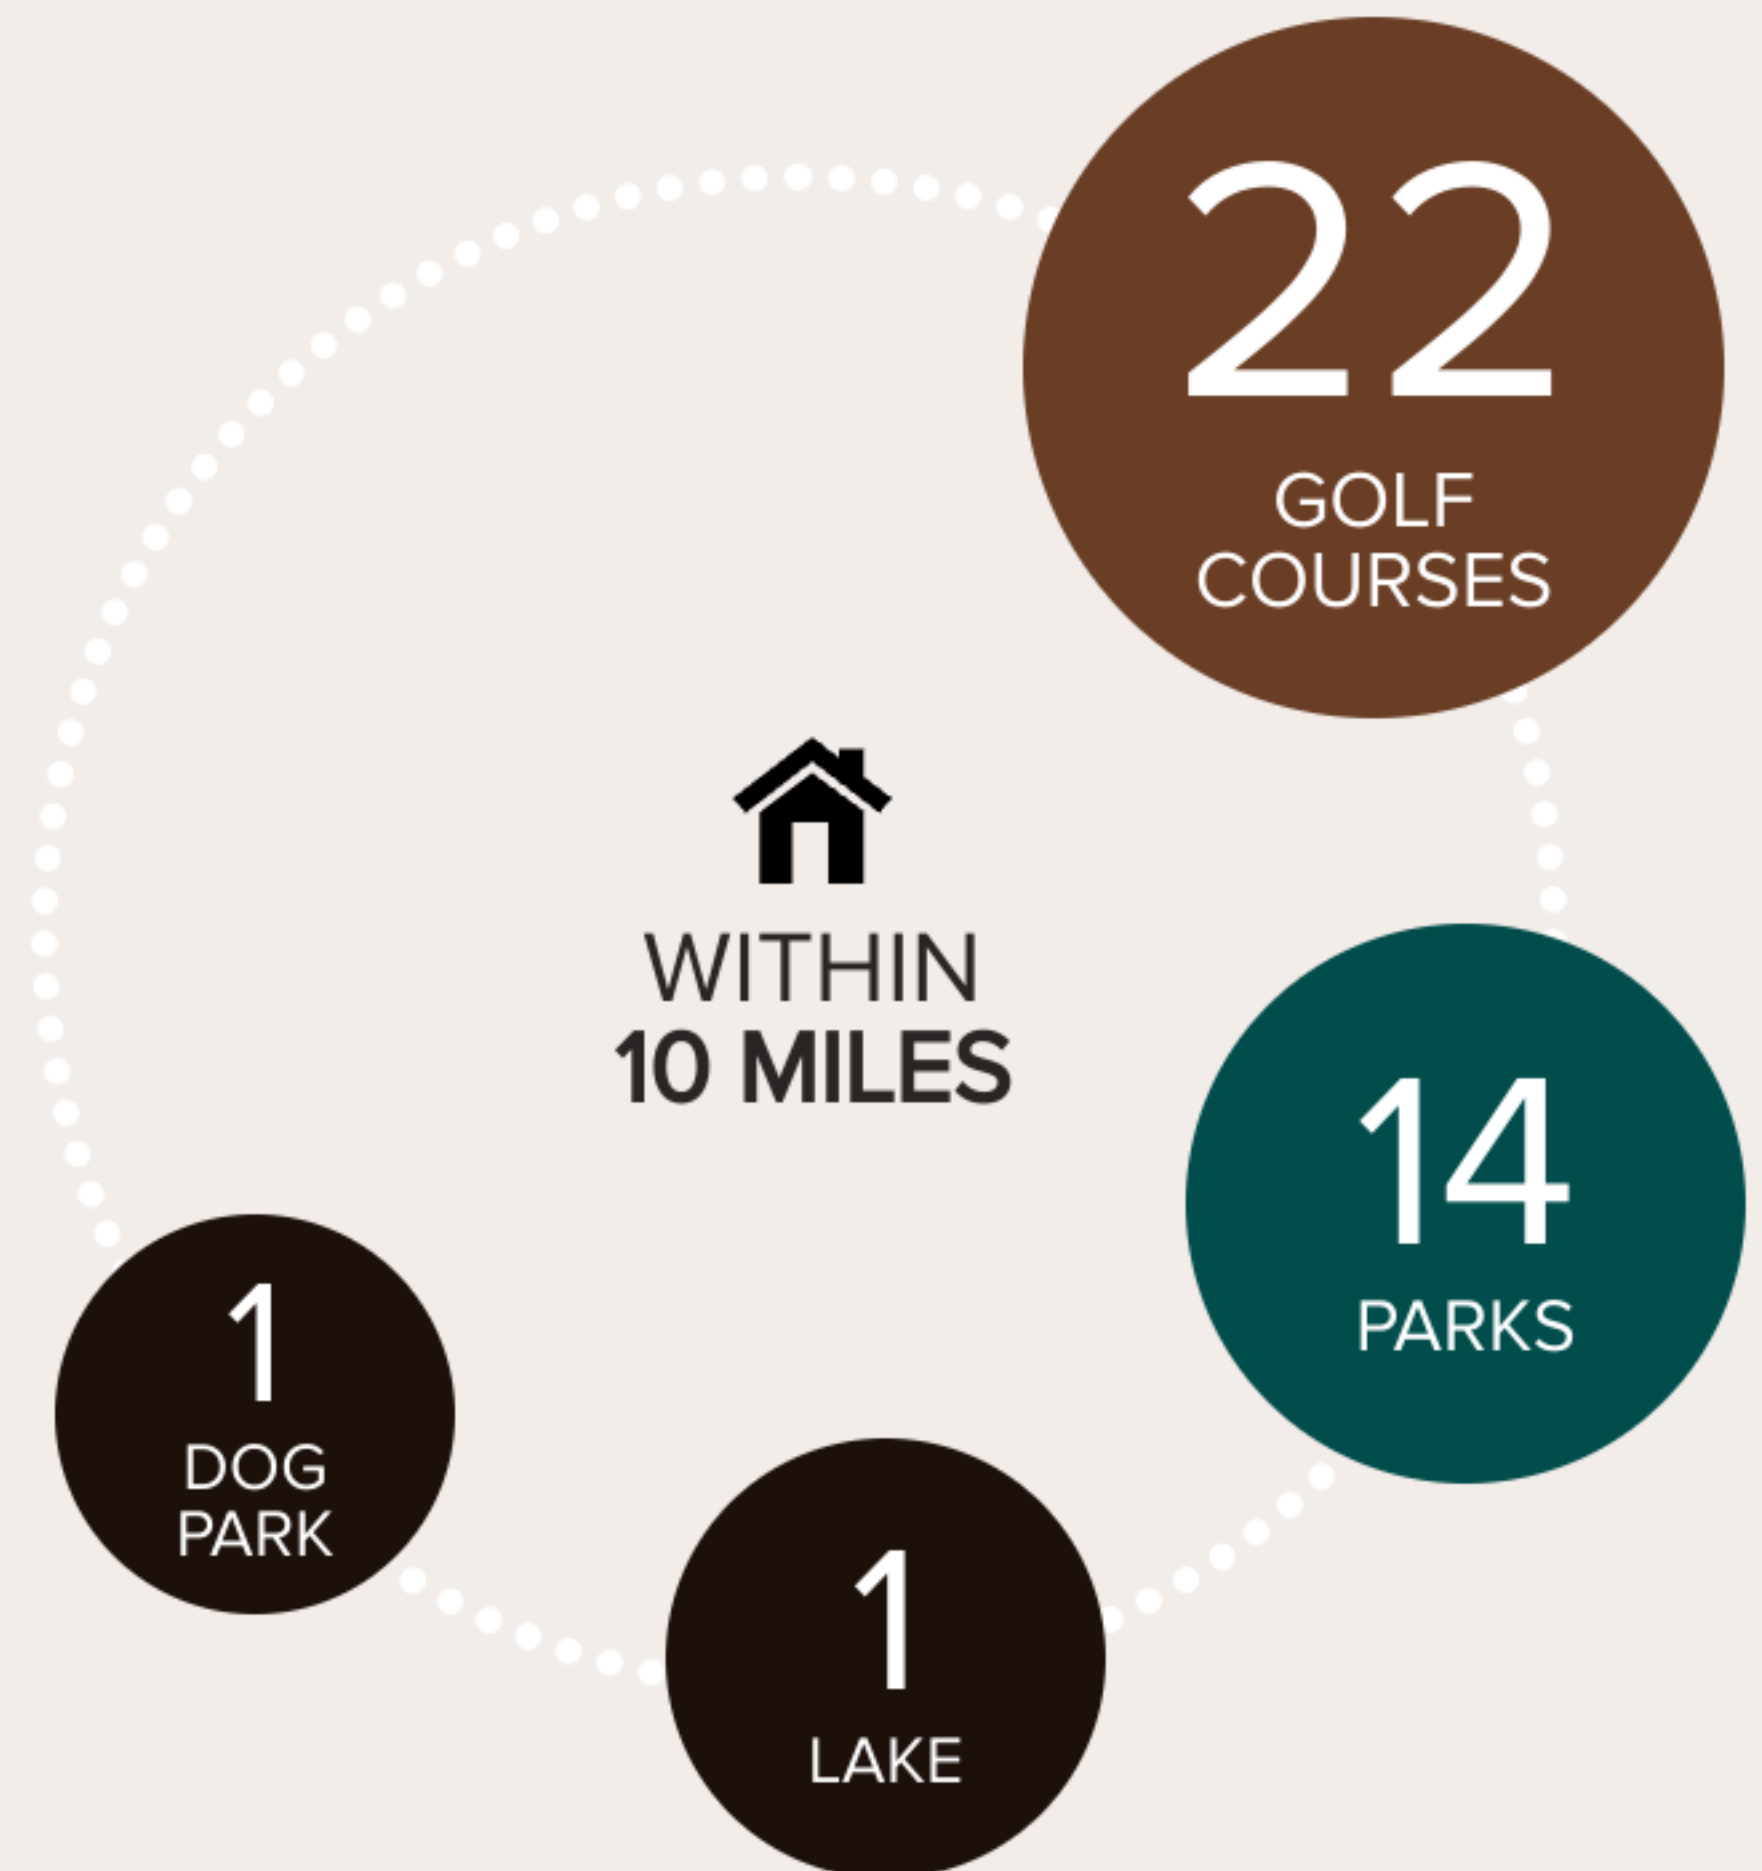 22
GOLF
COURSES
WITHIN
10 MILES
14
PARKS
1
DOG
PARK
1
LAKE